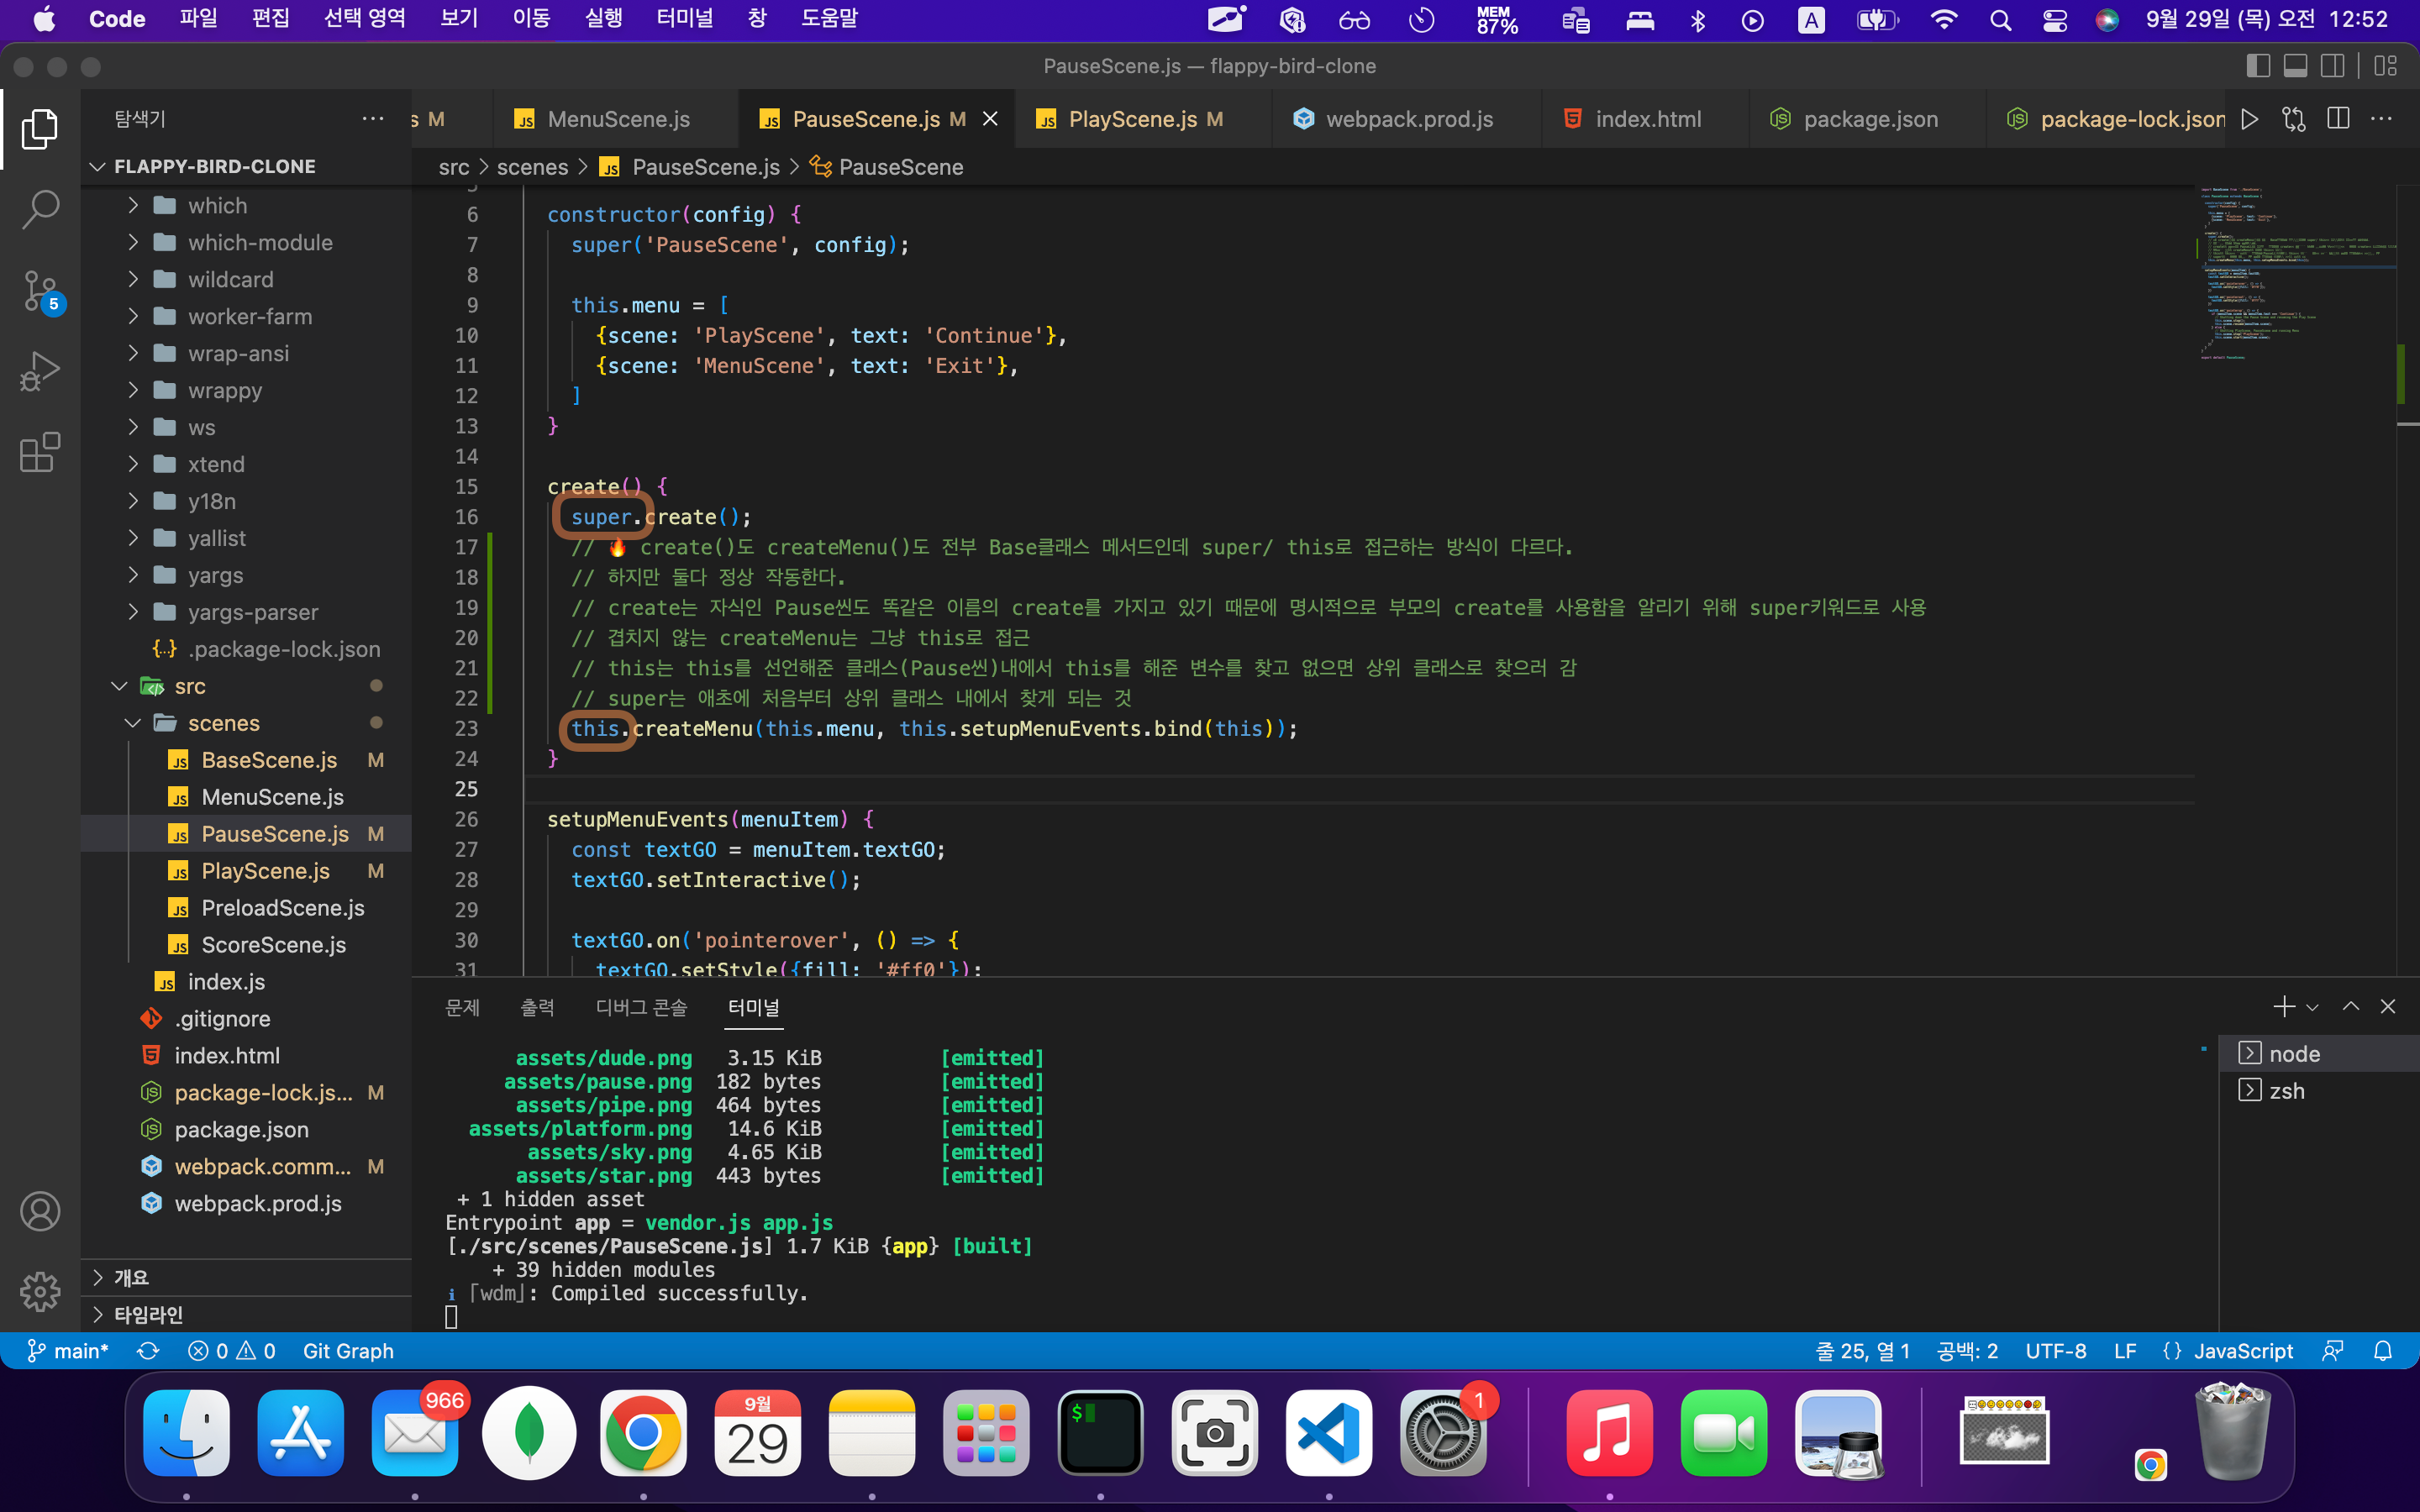 Code 파일 편집 선택 영역 보기 이동 실행 터미널 창 도움말 MEM 87% A 9월 29일 (목) 오전 12:52
PauseScene.js — flappy-bird-clone
탐색기 ···
s M MenuScene.js PauseScene.js M PlayScene.js M webpack.prod.js index.html package.json package-lock.json
FLAPPY-BIRD-CLONE
src > scenes > PauseScene.js > PauseScene
which
which-module
wildcard
worker-farm
wrap-ansi
wrappy
ws
xtend
y18n
yallist
yargs
yargs-parser
.package-lock.json
src
scenes
BaseScene.js M
MenuScene.js
PauseScene.js M
PlayScene.js M
PreloadScene.js
ScoreScene.js
index.js
.gitignore
index.html
package-lock.js... M
package.json
webpack.comm... M
webpack.prod.js
개요
타임라인
5
6 constructor(config) {
7 super('PauseScene', config);
8
9 this.menu = [
10 {scene: 'PlayScene', text: 'Continue'},
11 {scene: 'MenuScene', text: 'Exit'},
12 ]
13 }
14
15 create() {
16 super.create();
17 // 🔥 create()도 createMenu()도 전부 Base클래스 메서드인데 super/ this로 접근하는 방식이 다르다.
18 // 하지만 둘다 정상 작동한다.
19 // create는 자식인 Pause씬도 똑같은 이름의 create를 가지고 있기 때문에 명시적으로 부모의 create를 사용함을 알리기 위해 super키워드로 사용
20 // 겹치지 않는 createMenu는 그냥 this로 접근
21 // this는 this를 선언해준 클래스(Pause씬)내에서 this를 해준 변수를 찾고 없으면 상위 클래스로 찾으러 감
22 // super는 애초에 처음부터 상위 클래스 내에서 찾게 되는 것
23 this.createMenu(this.menu, this.setupMenuEvents.bind(this));
24 }
25
26 setupMenuEvents(menuItem) {
27 const textGO = menuItem.textGO;
28 textGO.setInteractive();
29
30 textGO.on('pointerover', () => {
31 textGO.setStyle({fill: '#ff0'});
문제 출력 디버그 콘솔 터미널
assets/dude.png 3.15 KiB [emitted]
assets/pause.png 182 bytes [emitted]
assets/pipe.png 464 bytes [emitted]
assets/platform.png 14.6 KiB [emitted]
assets/sky.png 4.65 KiB [emitted]
assets/star.png 443 bytes [emitted]
+ 1 hidden asset
Entrypoint app = vendor.js app.js
[./src/scenes/PauseScene.js] 1.7 KiB {app} [built]
+ 39 hidden modules
ℹ ｢wdm｣: Compiled successfully.
node
zsh
main* 0 0 Git Graph 줄 25, 열 1 공백: 2 UTF-8 LF {} JavaScript
966
9월
29
$
1